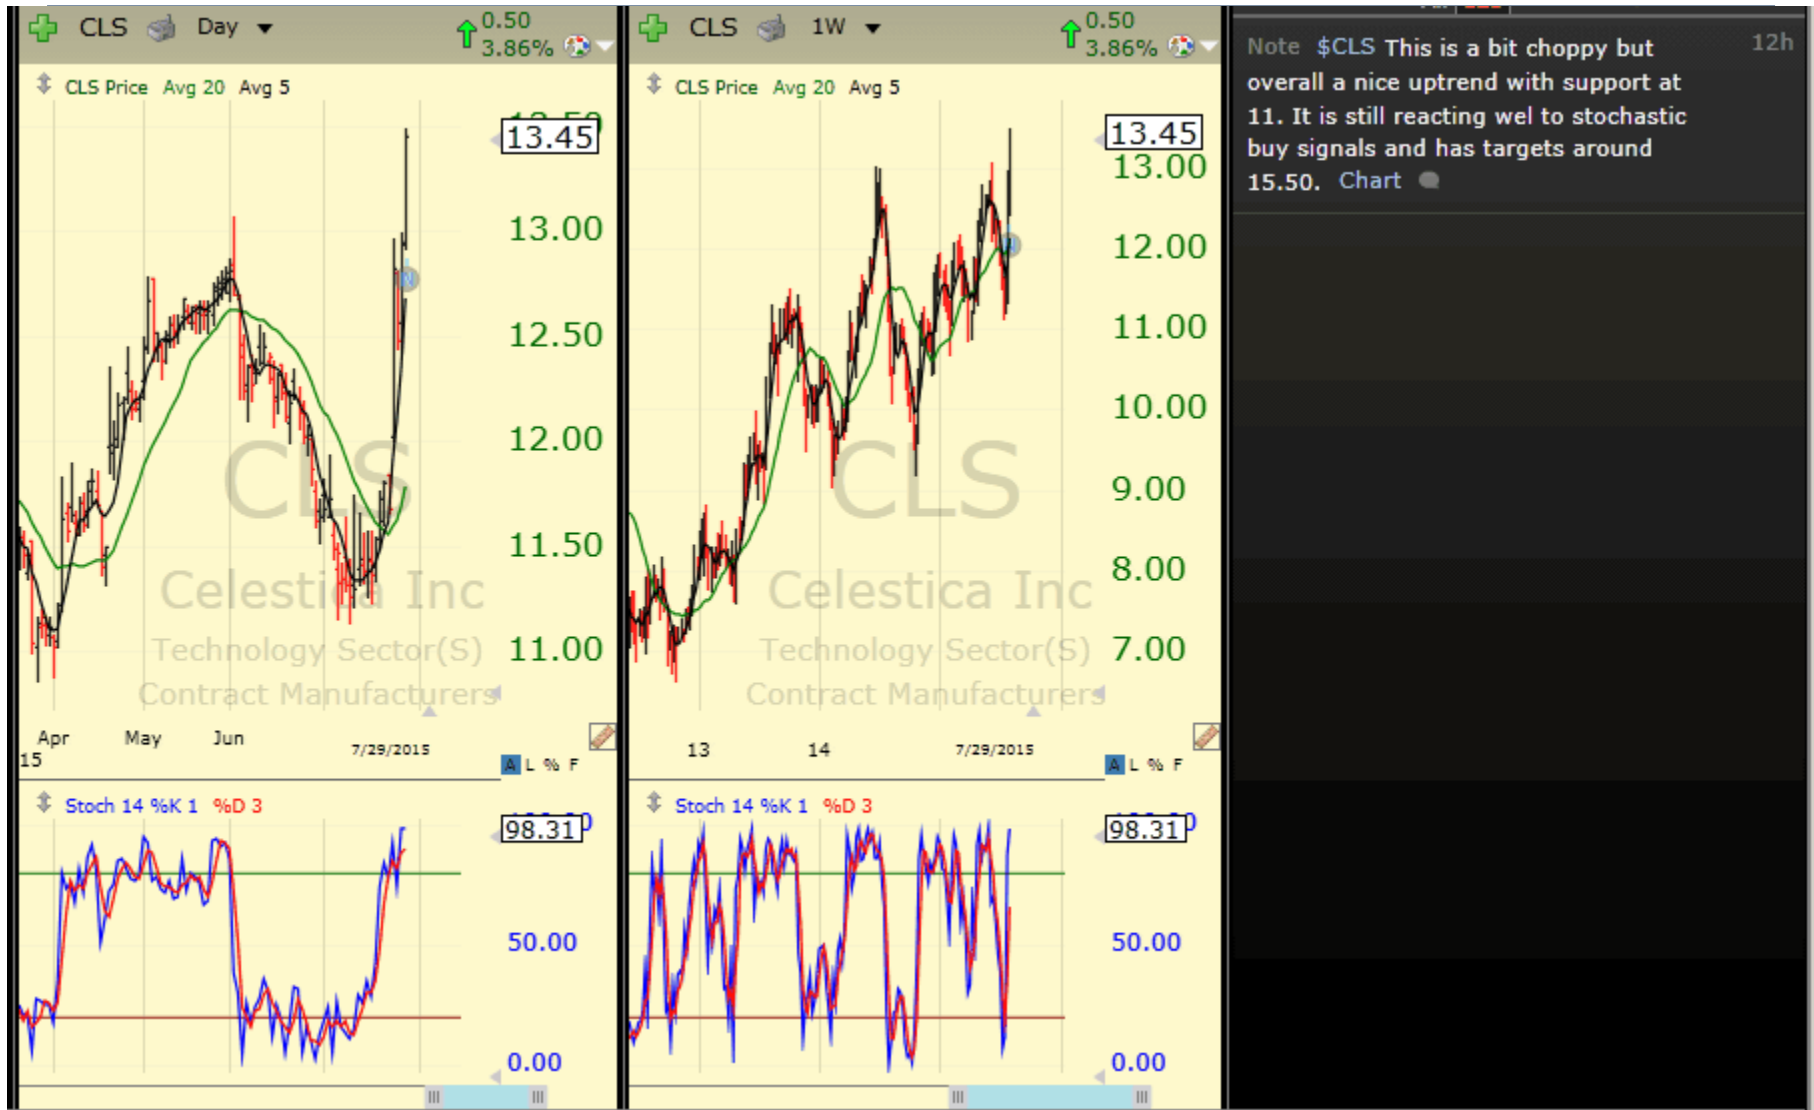 CLS Day
0.50
3.86%
CLS Price Avg 20 Avg 5
13.45
13.00
12.50
12.00
11.50
11.00
CLS
Celestica Inc
Technology Sector(S)
Contract Manufacturers
N
Apr May Jun 7/29/2015
15
A L % F
Stoch 14 %K 1 %D 3
98.31
50.00
0.00
CLS 1W
0.50
3.86%
CLS Price Avg 20 Avg 5
13.45
13.00
12.00
11.00
10.00
9.00
8.00
7.00
CLS
Celestica Inc
Technology Sector(S)
Contract Manufacturers
13 14 7/29/2015
A L % F
Stoch 14 %K 1 %D 3
98.31
50.00
0.00
Note $CLS This is a bit choppy but 12h
overall a nice uptrend with support at
11. It is still reacting wel to stochastic
buy signals and has targets around
15.50. Chart